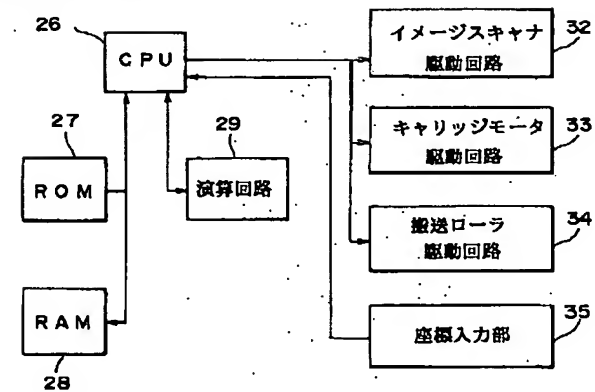 26
CPU
27
ROM
29
演算回路
RAM
28
イメージスキャナ
駆動回路
32
キャリッジモータ
駆動回路
33
搬送ローラ
駆動回路
34
座標入力部
35